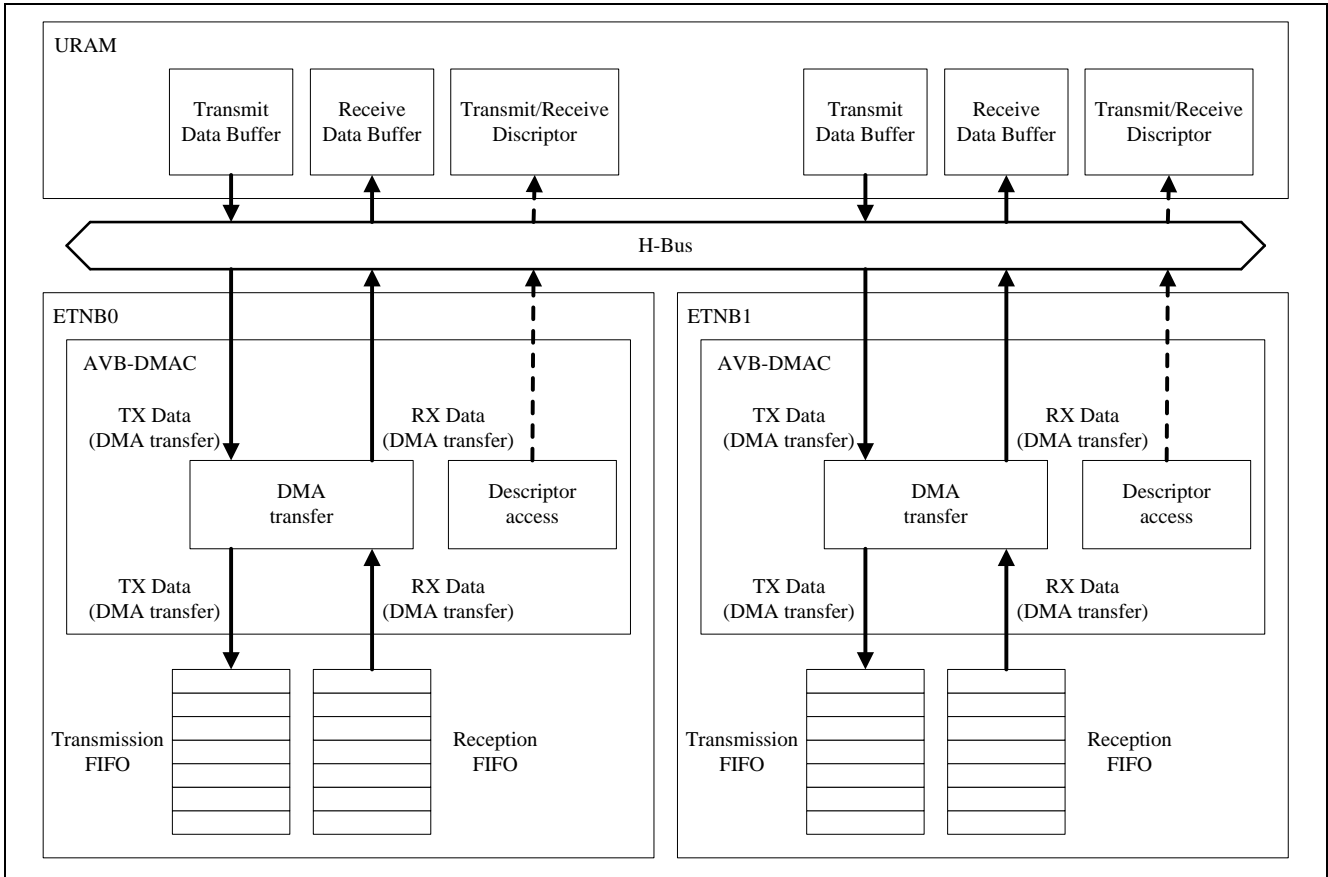 URAM
Transmit
Data Buffer
Receive
Data Buffer
Transmit/Receive
Discriptor
Transmit
Data Buffer
Receive
Data Buffer
Transmit/Receive
Discriptor
H-Bus
ETNB0
AVB-DMAC
TX Data
(DMA transfer)
RX Data
(DMA transfer)
DMA
transfer
Descriptor
access
TX Data
(DMA transfer)
RX Data
(DMA transfer)
Transmission
FIFO
Reception
FIFO
ETNB1
AVB-DMAC
TX Data
(DMA transfer)
RX Data
(DMA transfer)
DMA
transfer
Descriptor
access
TX Data
(DMA transfer)
RX Data
(DMA transfer)
Transmission
FIFO
Reception
FIFO